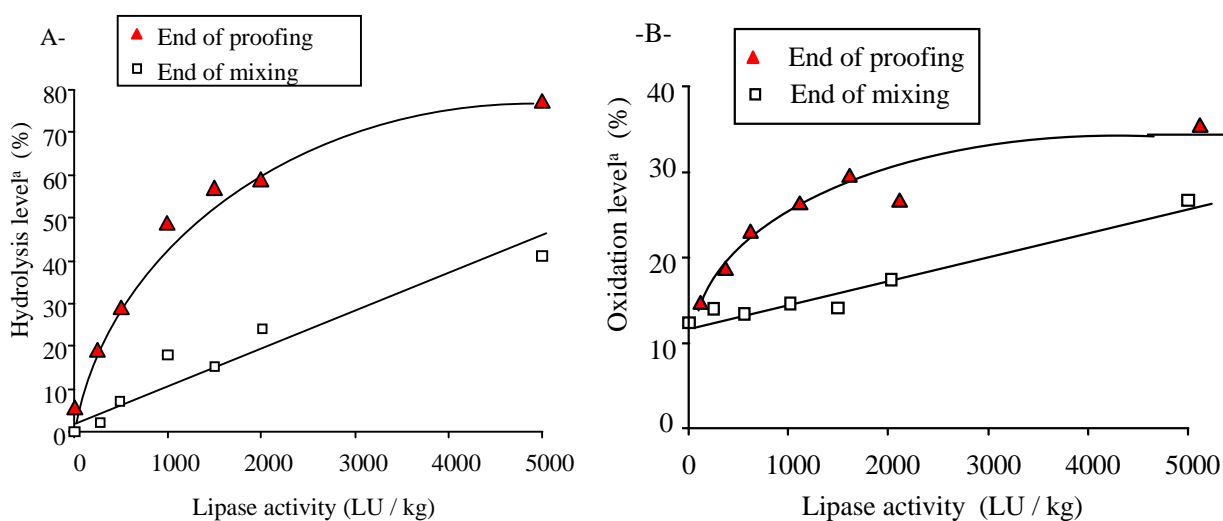 A-
End of proofing
End of mixing
Hydrolysis levelᵃ (%)
80
70
60
50
40
30
20
10
0
0 1000 2000 3000 4000 5000
Lipase activity (LU / kg)
-B-
End of proofing
End of mixing
Oxidation levelᵃ (%)
40
30
20
10
0
0 1000 2000 3000 4000 5000
Lipase activity (LU / kg)